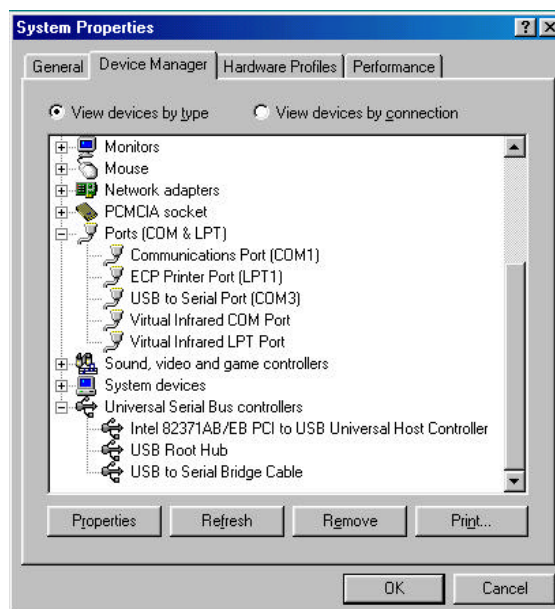 System Properties
General Device Manager Hardware Profiles Performance
View devices by type View devices by connection
Monitors
Mouse
Network adapters
PCMCIA socket
Ports (COM & LPT)
Communications Port (COM1)
ECP Printer Port (LPT1)
USB to Serial Port (COM3)
Virtual Infrared COM Port
Virtual Infrared LPT Port
Sound, video and game controllers
System devices
Universal Serial Bus controllers
Intel 82371AB/EB PCI to USB Universal Host Controller
USB Root Hub
USB to Serial Bridge Cable
Properties Refresh Remove Print...
OK Cancel